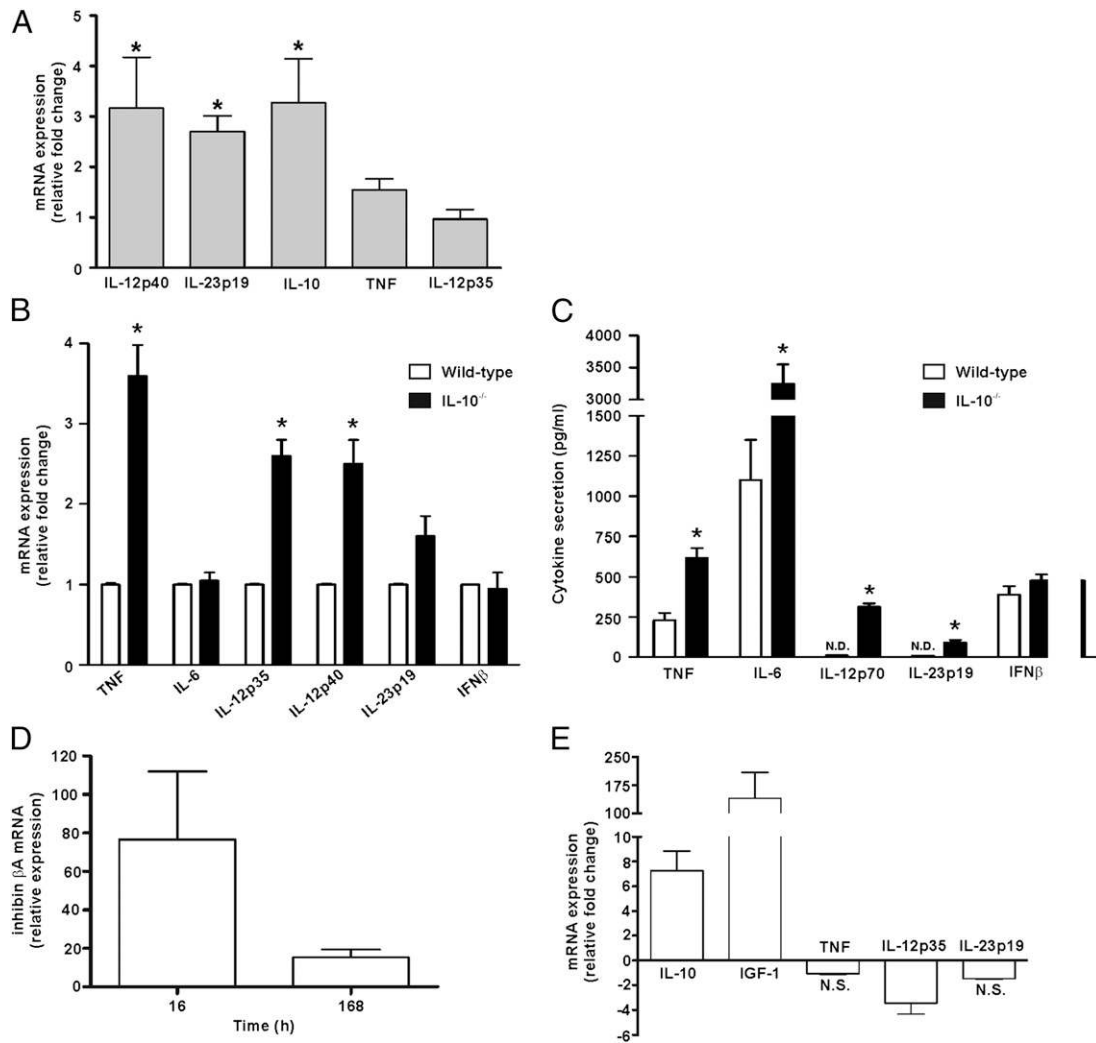 A
mRNA expression
(relative fold change)
5
4
3
2
1
0
* * *
IL-12p40 IL-23p19 IL-10 TNF IL-12p35
B
mRNA expression
(relative fold change)
4
3
2
1
0
* * *
Wild-type
IL-10-/-
TNF IL-6 IL-12p35 IL-12p40 IL-23p19 IFNβ
C
Cytokine secretion (pg/ml)
4000
3500
3000
1500
1250
1000
750
500
250
0
* * * *
Wild-type
IL-10-/-
N.D. N.D.
TNF IL-6 IL-12p70 IL-23p19 IFNβ
D
inhibin βA mRNA
(relative expression)
120
100
80
60
40
20
0
16 168
Time (h)
E
mRNA expression
(relative fold change)
250
175
100
10
8
6
4
2
0
-2
-4
-6
TNF IL-12p35 IL-23p19
IL-10 IGF-1
N.S. N.S.